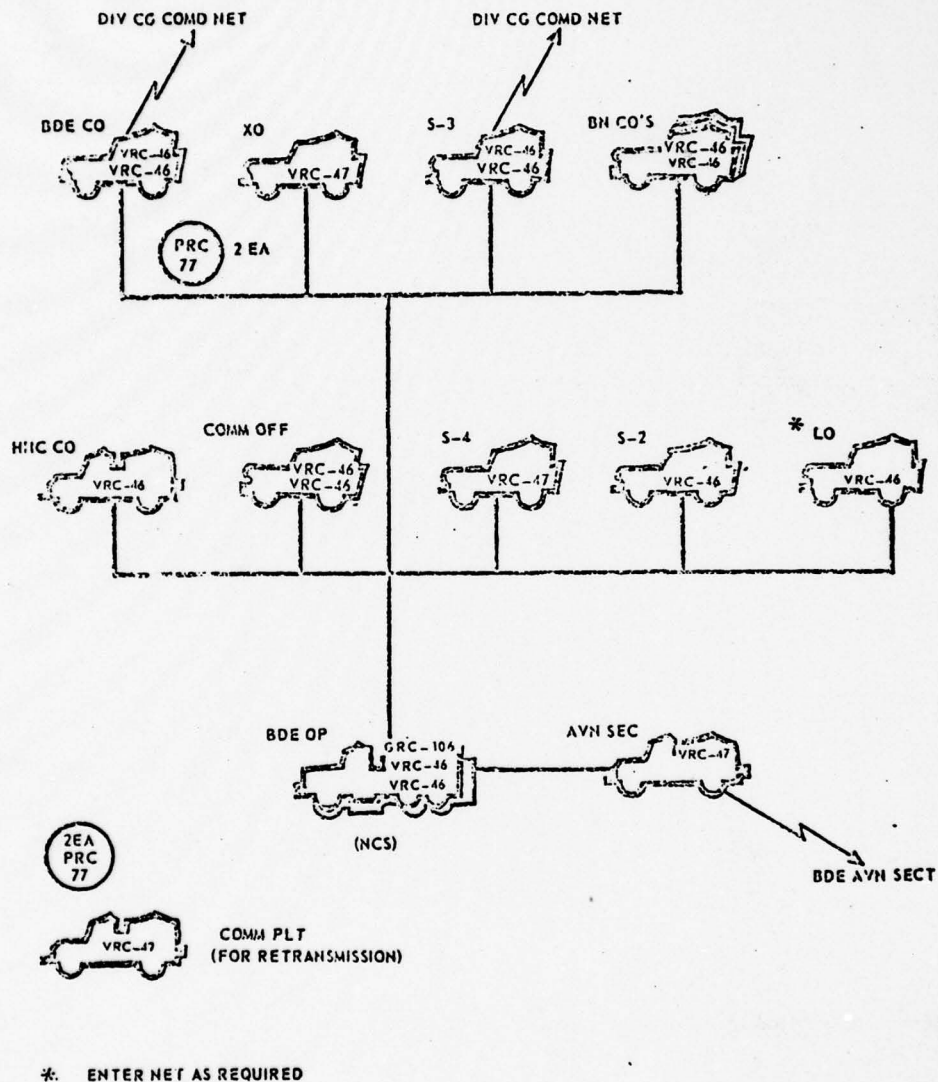 DIV CG COMD NET
DIV CG COMD NET
BDE CO
XO
S-3
BN CO'S
VRC-46
VRC-46
VRC-47
VRC-46
VRC-46
VRC-46
VRC-46
PRC
77
2 EA
HHC CO
COMM OFF
S-4
S-2
* LO
VRC-46
VRC-46
VRC-46
VRC-47
VRC-46
VRC-46
BDE OP
AVN SEC
GRC-106
VRC-46
VRC-46
VRC-47
(NCS)
BDE AVN SECT
2EA
PRC
77
VRC-47
COMM PLT
(FOR RETRANSMISSION)
*. ENTER NET AS REQUIRED